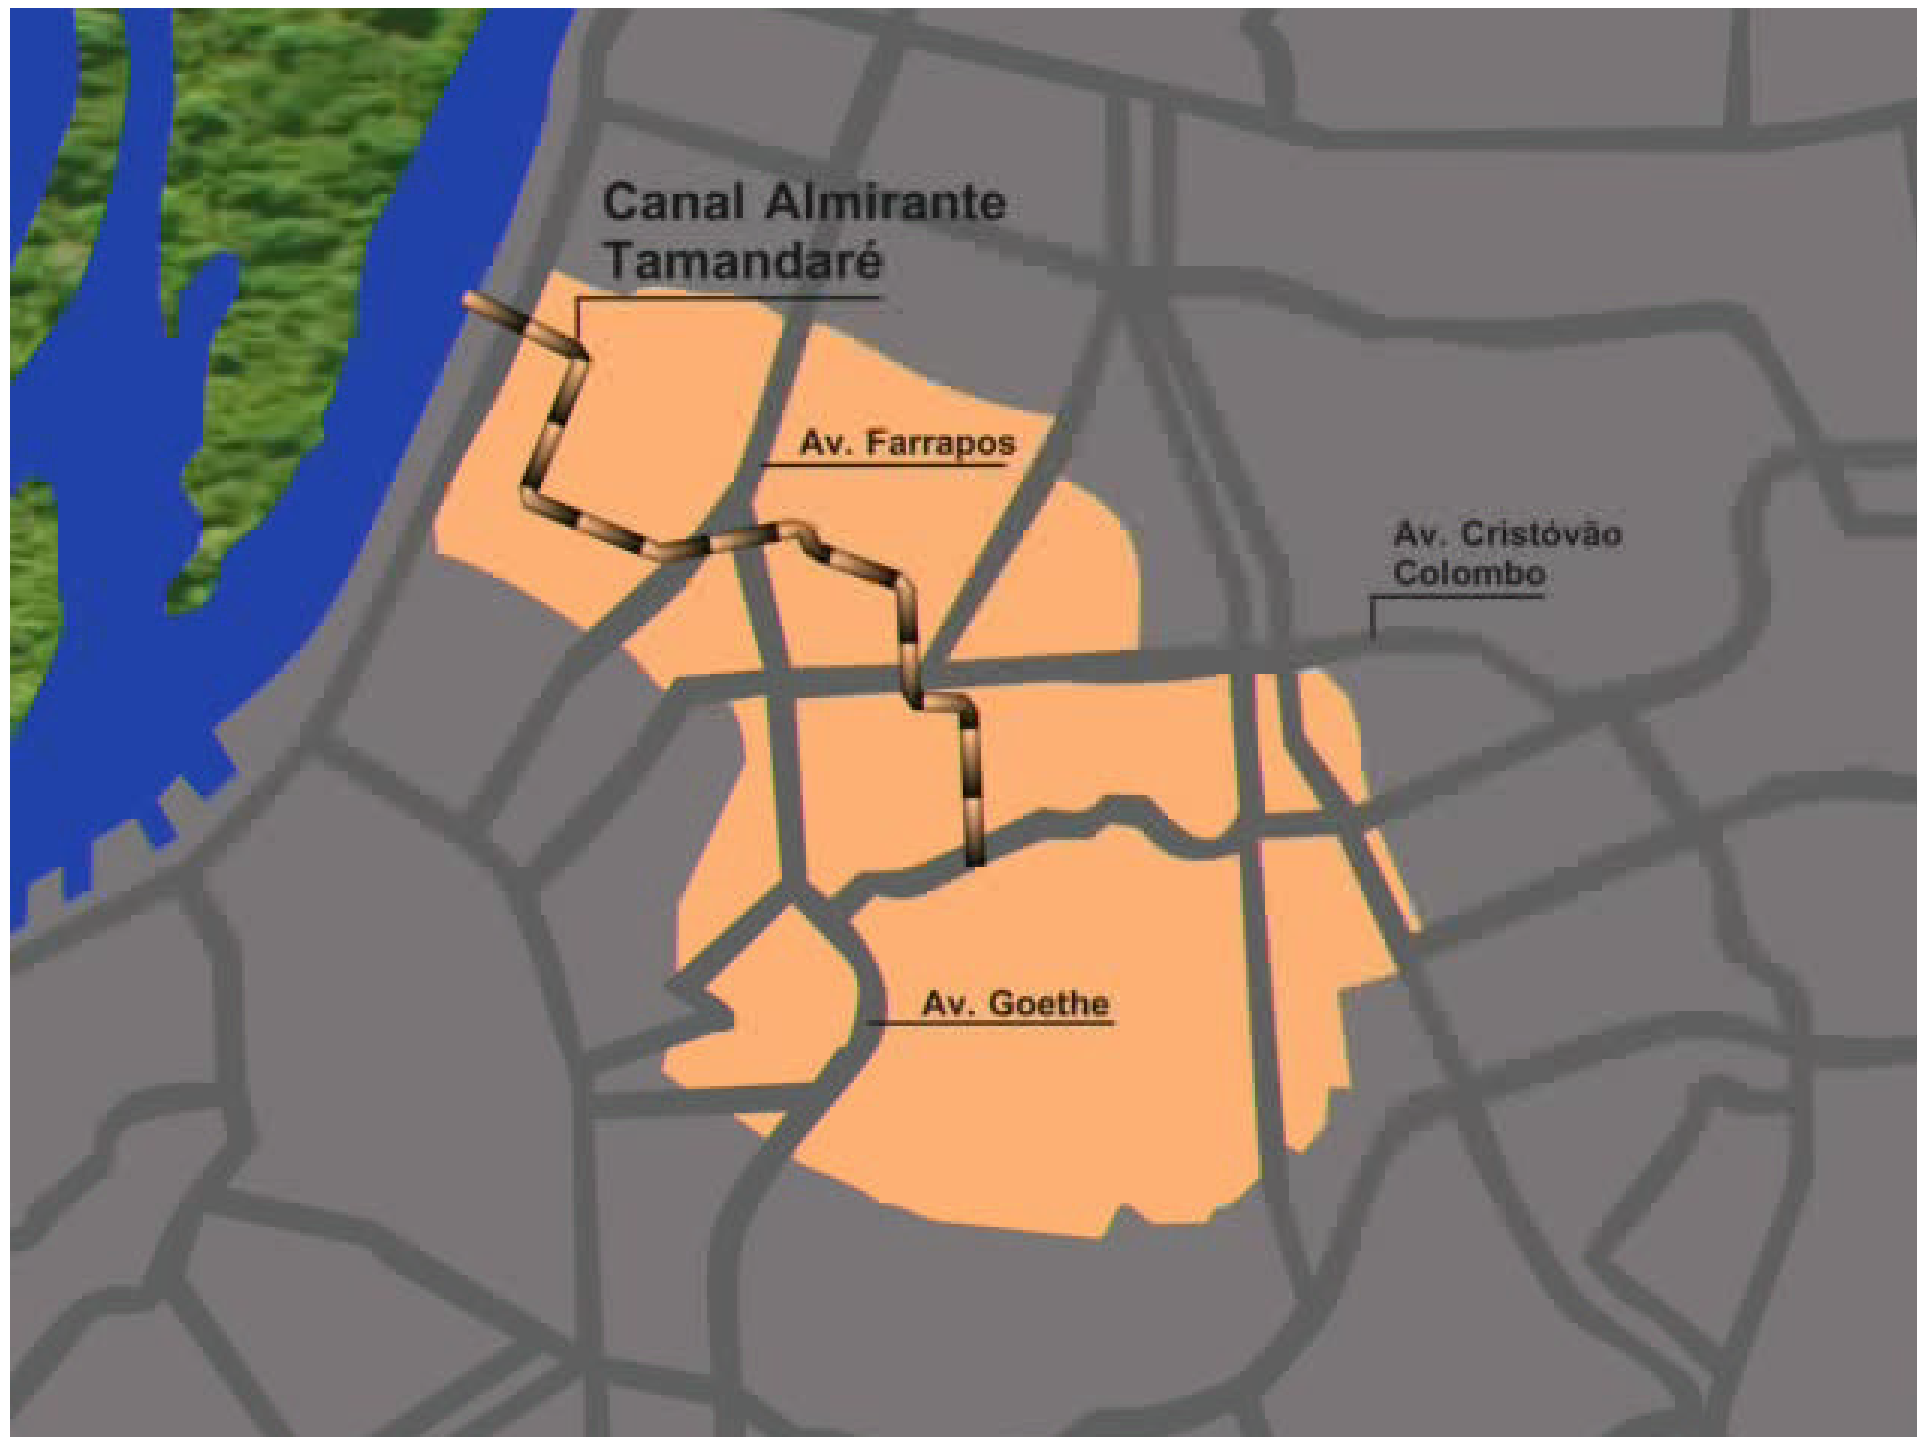 Canal Almirante
Tamandaré
Av. Farrapos
Av. Cristóvão
Colombo
Av. Goethe